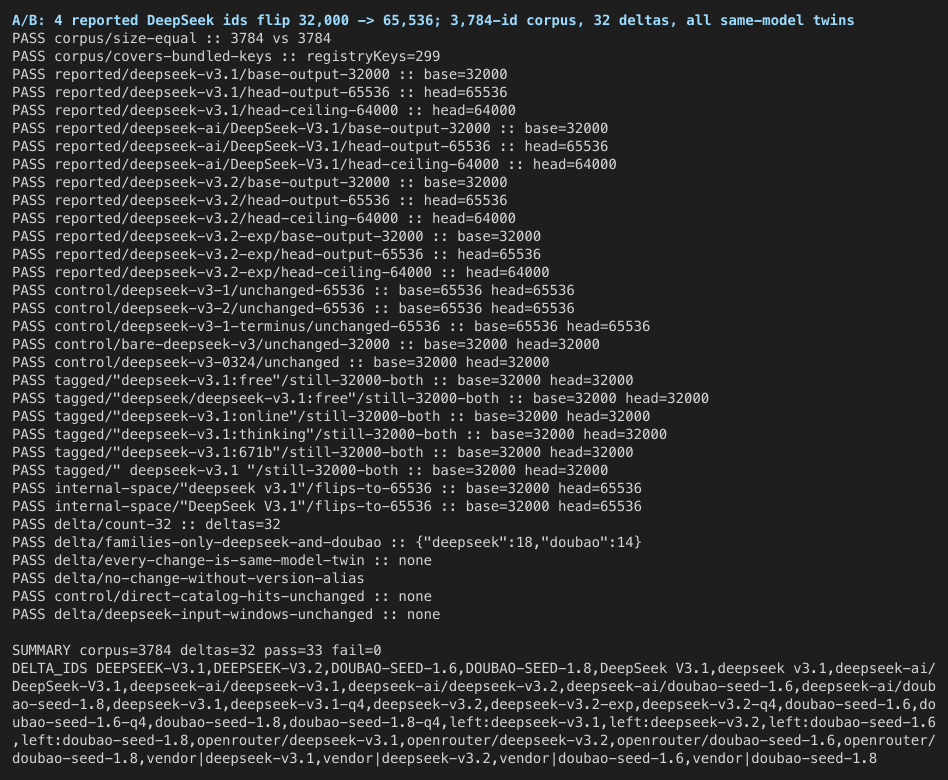 A/B: 4 reported DeepSeek ids flip 32,000 -> 65,536; 3,784-id corpus, 32 deltas, all same-model twins
PASS corpus/size-equal :: 3784 vs 3784
PASS corpus/covers-bundled-keys :: registryKeys=299
PASS reported/deepseek-v3.1/base-output-32000 :: base=32000
PASS reported/deepseek-v3.1/head-output-65536 :: head=65536
PASS reported/deepseek-v3.1/head-ceiling-64000 :: head=64000
PASS reported/deepseek-ai/DeepSeek-V3.1/base-output-32000 :: base=32000
PASS reported/deepseek-ai/DeepSeek-V3.1/head-output-65536 :: head=65536
PASS reported/deepseek-ai/DeepSeek-V3.1/head-ceiling-64000 :: head=64000
PASS reported/deepseek-v3.2/base-output-32000 :: base=32000
PASS reported/deepseek-v3.2/head-output-65536 :: head=65536
PASS reported/deepseek-v3.2/head-ceiling-64000 :: head=64000
PASS reported/deepseek-v3.2-exp/base-output-32000 :: base=32000
PASS reported/deepseek-v3.2-exp/head-output-65536 :: head=65536
PASS reported/deepseek-v3.2-exp/head-ceiling-64000 :: head=64000
PASS control/deepseek-v3-1/unchanged-65536 :: base=65536 head=65536
PASS control/deepseek-v3-2/unchanged-65536 :: base=65536 head=65536
PASS control/deepseek-v3-1-terminus/unchanged-65536 :: base=65536 head=65536
PASS control/bare-deepseek-v3/unchanged-32000 :: base=32000 head=32000
PASS control/deepseek-v3-0324/unchanged :: base=32000 head=32000
PASS tagged/"deepseek-v3.1:free"/still-32000-both :: base=32000 head=32000
PASS tagged/"deepseek/deepseek-v3.1:free"/still-32000-both :: base=32000 head=32000
PASS tagged/"deepseek-v3.1:online"/still-32000-both :: base=32000 head=32000
PASS tagged/"deepseek-v3.1:thinking"/still-32000-both :: base=32000 head=32000
PASS tagged/"deepseek-v3.1:671b"/still-32000-both :: base=32000 head=32000
PASS tagged/" deepseek-v3.1 "/still-32000-both :: base=32000 head=32000
PASS internal-space/"deepseek v3.1"/flips-to-65536 :: base=32000 head=65536
PASS internal-space/"DeepSeek V3.1"/flips-to-65536 :: base=32000 head=65536
PASS delta/count-32 :: deltas=32
PASS delta/families-only-deepseek-and-doubao :: {"deepseek":18,"doubao":14}
PASS delta/every-change-is-same-model-twin :: none
PASS delta/no-change-without-version-alias
PASS control/direct-catalog-hits-unchanged :: none
PASS delta/deepseek-input-windows-unchanged :: none
SUMMARY corpus=3784 deltas=32 pass=33 fail=0
DELTA_IDS DEEPSEEK-V3.1,DEEPSEEK-V3.2,DOUBAO-SEED-1.6,DOUBAO-SEED-1.8,DeepSeek V3.1,deepseek v3.1,deepseek-ai/
DeepSeek-V3.1,deepseek-ai/deepseek-v3.1,deepseek-ai/deepseek-v3.2,deepseek-ai/doubao-seed-1.6,deepseek-ai/doub
ao-seed-1.8,deepseek-v3.1,deepseek-v3.1-q4,deepseek-v3.2,deepseek-v3.2-exp,deepseek-v3.2-q4,doubao-seed-1.6,do
ubao-seed-1.6-q4,doubao-seed-1.8,doubao-seed-1.8-q4,left:deepseek-v3.1,left:deepseek-v3.2,left:doubao-seed-1.6
,left:doubao-seed-1.8,openrouter/deepseek-v3.1,openrouter/deepseek-v3.2,openrouter/doubao-seed-1.6,openrouter/
doubao-seed-1.8,vendor|deepseek-v3.1,vendor|deepseek-v3.2,vendor|doubao-seed-1.6,vendor|doubao-seed-1.8